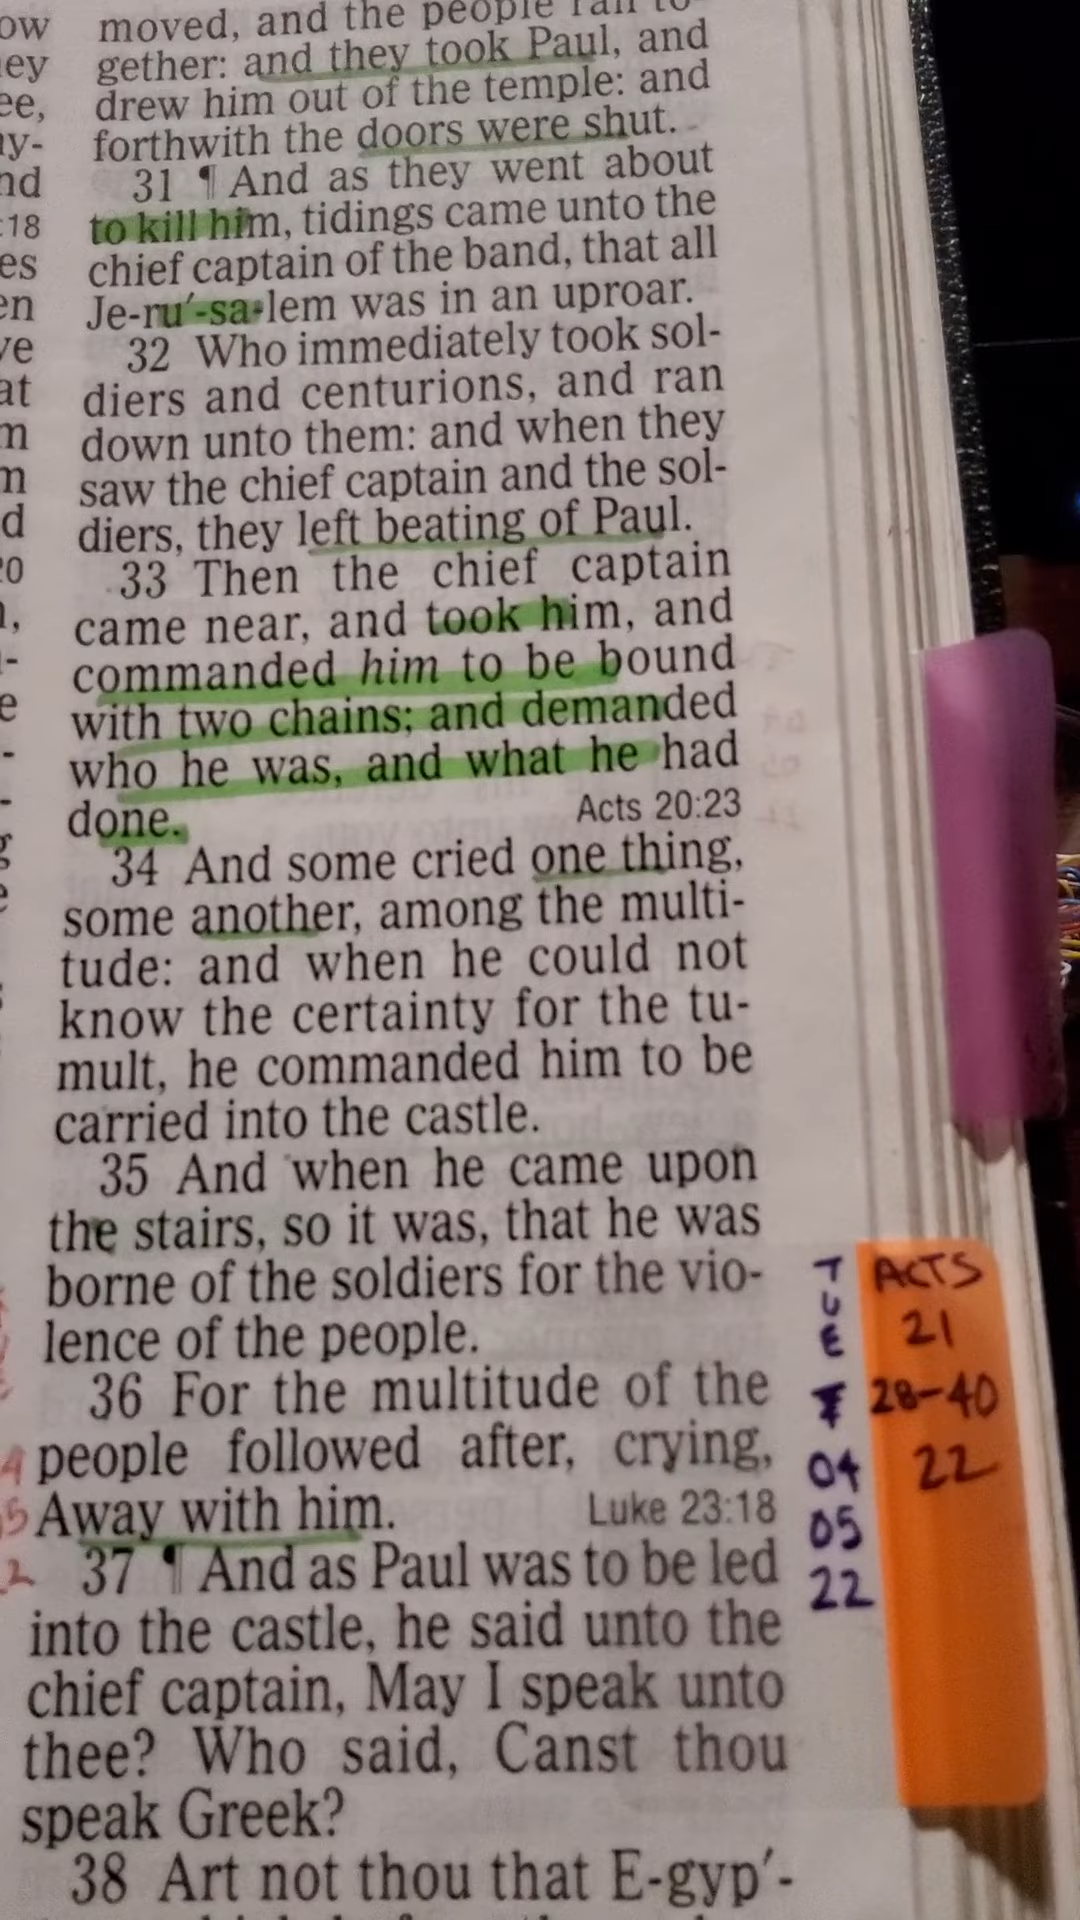 moved, and the people ran to-
gether: and they took Paul, and
drew him out of the temple: and
forthwith the doors were shut.
31 ¶ And as they went about
to kill him, tidings came unto the
chief captain of the band, that all
Je-ru′-sa-lem was in an uproar.
32 Who immediately took sol-
diers and centurions, and ran
down unto them: and when they
saw the chief captain and the sol-
diers, they left beating of Paul.
33 Then the chief captain
came near, and took him, and
commanded him to be bound
with two chains; and demanded
who he was, and what he had
done. Acts 20:23
34 And some cried one thing,
some another, among the multi-
tude: and when he could not
know the certainty for the tu-
mult, he commanded him to be
carried into the castle.
35 And when he came upon
the stairs, so it was, that he was
borne of the soldiers for the vio-
lence of the people.
36 For the multitude of the
people followed after, crying,
Away with him. Luke 23:18
37 ¶ And as Paul was to be led
into the castle, he said unto the
chief captain, May I speak unto
thee? Who said, Canst thou
speak Greek?
38 Art not thou that E-gyp′-
TUE
04
05
22
ACTS
21
28-40
22